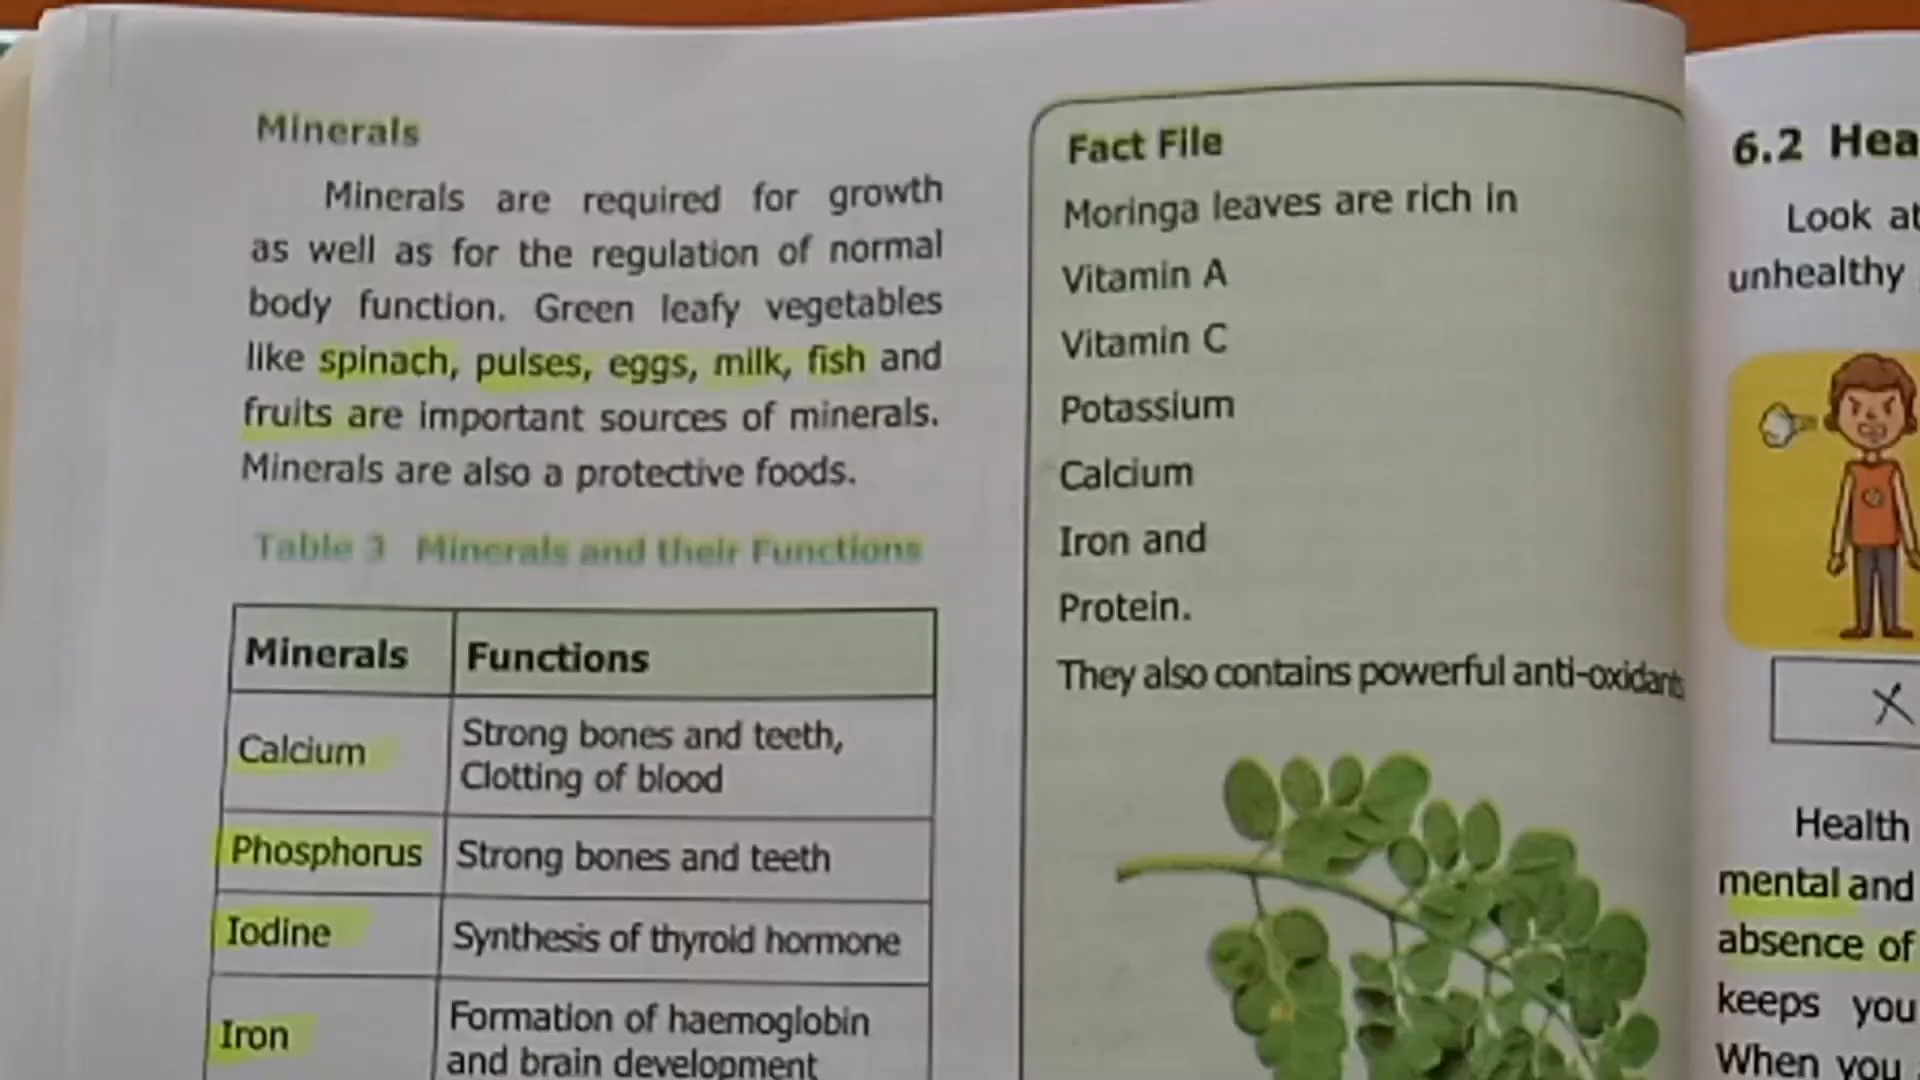 Minerals
Minerals are required for growth
as well as for the regulation of normal
body function. Green leafy vegetables
like spinach, pulses, eggs, milk, fish and
fruits are important sources of minerals.
Minerals are also a protective foods.
Table 3 Minerals and their Functions
Minerals Functions
Calcium Strong bones and teeth,
Clotting of blood
Phosphorus Strong bones and teeth
Iodine Synthesis of thyroid hormone
Iron Formation of haemoglobin
and brain development
Fact File
Moringa leaves are rich in
Vitamin A
Vitamin C
Potassium
Calcium
Iron and
Protein.
They also contains powerful anti-oxidants
6.2 Hea
Look at
unhealthy
X
Health
mental and
absence of
keeps you
When you